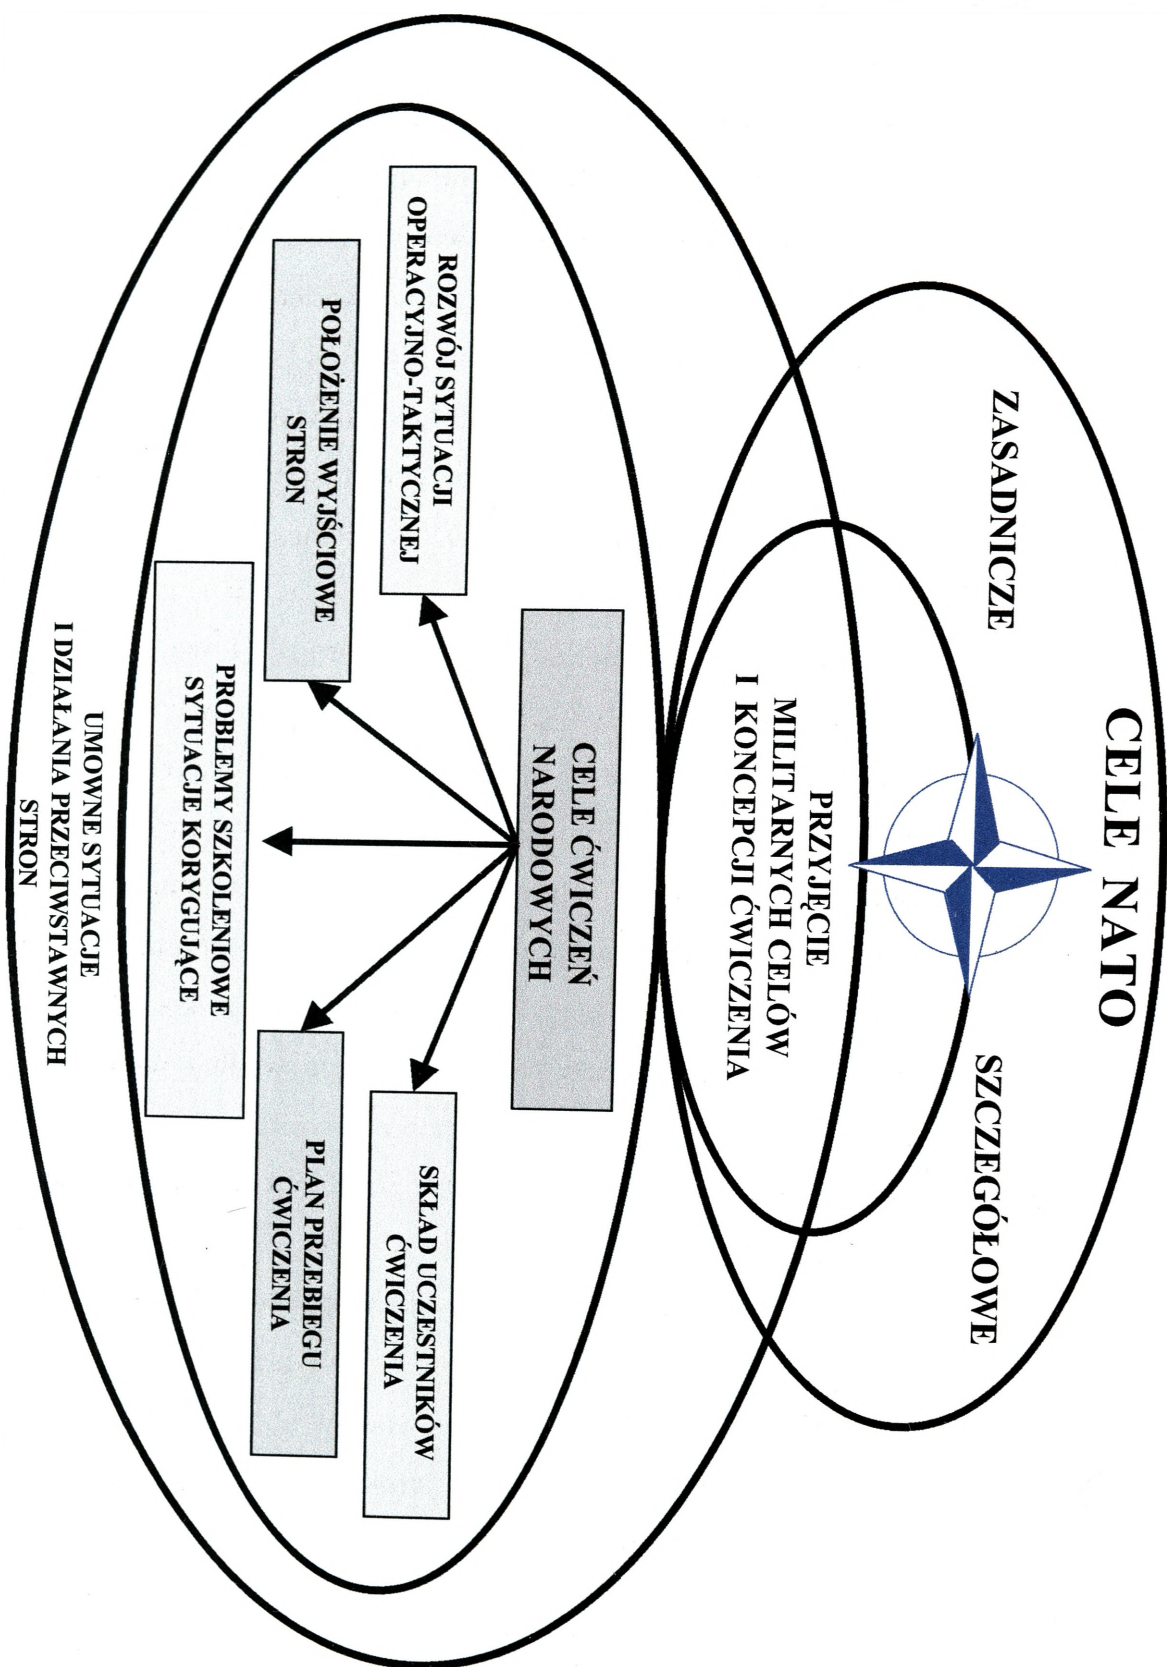 CELE NATO
ZASADNICZE
SZCZEGÓŁOWE
PRZYJĘCIE
MILITARNYCH CELÓW
I KONCEPCJI ĆWICZENIA
CELE ĆWICZEŃ
NARODOWYCH
ROZWÓJ SYTUACJI
OPERACYJNO-TAKTYCZNEJ
SKŁAD UCZESTNIKÓW
ĆWICZENIA
POŁOŻENIE WYJŚCIOWE
STRON
PLAN PRZEBIEGU
ĆWICZENIA
PROBLEMY SZKOLENIOWE
SYTUACJE KORYGUJĄCE
UMOWNE SYTUACJE
I DZIAŁANIA PRZECIWSTAWNYCH
STRON